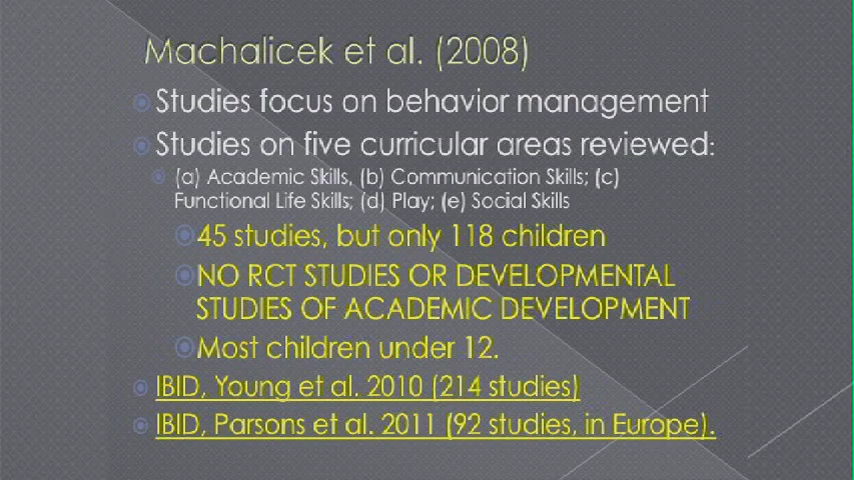 Machalicek et al. (2008)
Studies focus on behavior management
Studies on five curricular areas reviewed:
(a) Academic Skills, (b) Communication Skills; (c)
Functional Life Skills; (d) Play; (e) Social Skills
45 studies, but only 118 children
NO RCT STUDIES OR DEVELOPMENTAL
STUDIES OF ACADEMIC DEVELOPMENT
Most children under 12.
IBID, Young et al. 2010 (214 studies)
IBID, Parsons et al. 2011 (92 studies, in Europe).